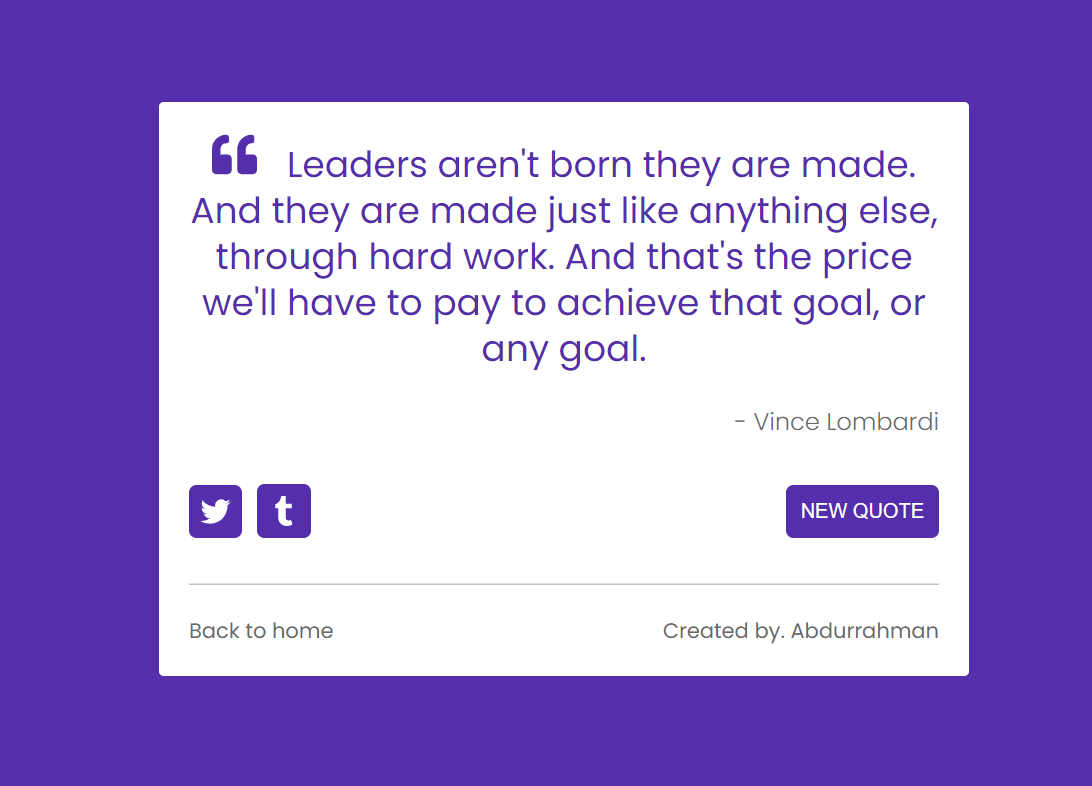 Leaders aren't born they are made.
And they are made just like anything else,
through hard work. And that's the price
we'll have to pay to achieve that goal, or
any goal.
- Vince Lombardi
NEW QUOTE
Back to home
Created by. Abdurrahman